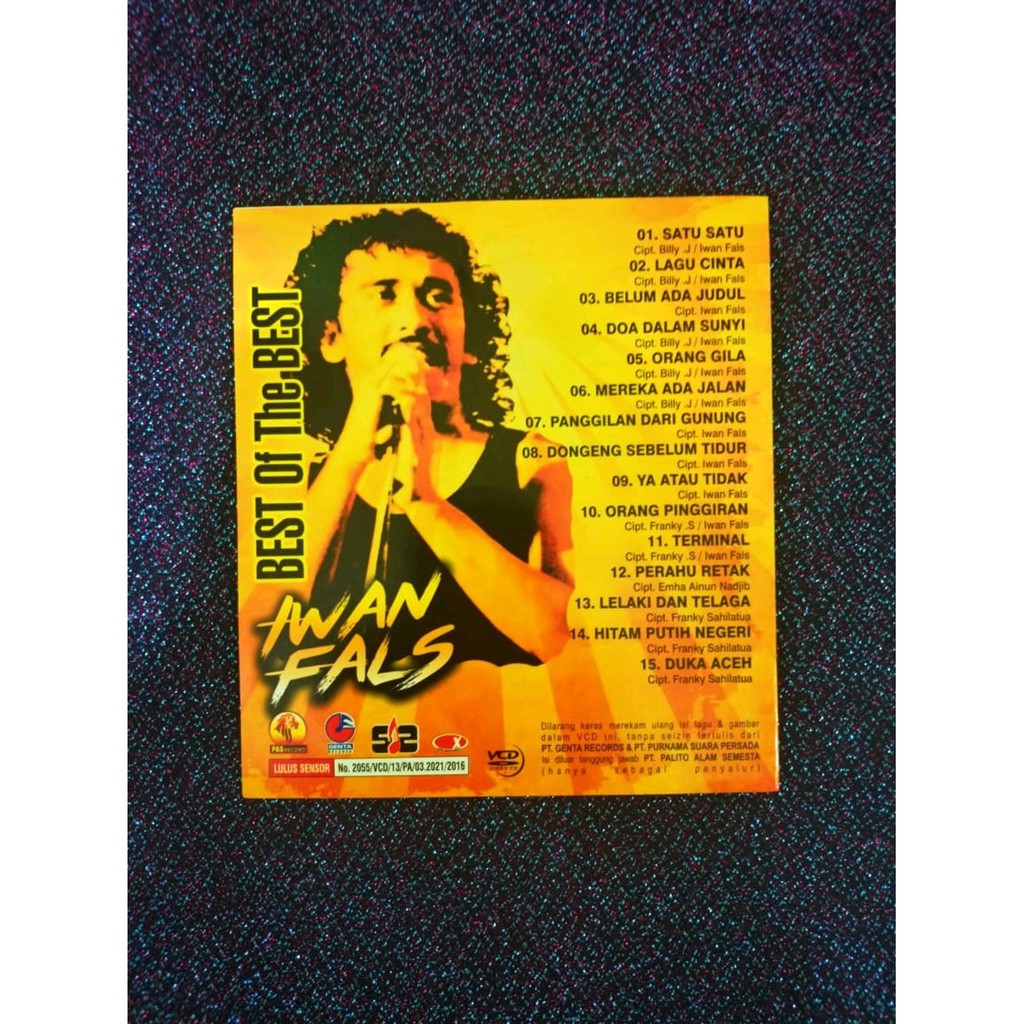 BEST Of The BEST
IWAN
FALS
01. SATU SATU
Cipt. Billy .J / Iwan Fals
02. LAGU CINTA
Cipt. Billy .J / Iwan Fals
03. BELUM ADA JUDUL
Cipt. Iwan Fals
04. DOA DALAM SUNYI
Cipt. Billy .J / Iwan Fals
05. ORANG GILA
Cipt. Billy .J / Iwan Fals
06. MEREKA ADA JALAN
Cipt. Billy .J / Iwan Fals
07. PANGGILAN DARI GUNUNG
Cipt. Iwan Fals
08. DONGENG SEBELUM TIDUR
Cipt. Iwan Fals
09. YA ATAU TIDAK
Cipt. Iwan Fals
10. ORANG PINGGIRAN
Cipt. Franky .S / Iwan Fals
11. TERMINAL
Cipt. Franky .S / Iwan Fals
12. PERAHU RETAK
Cipt. Emha Ainun Nadjib
13. LELAKI DAN TELAGA
Cipt. Franky Sahilatua
14. HITAM PUTIH NEGERI
Cipt. Franky Sahilatua
15. DUKA ACEH
Cipt. Franky Sahilatua
PAS RECORD
GENTA
RECORDS
LULUS SENSOR
No. 2055/VCD/13/PA/03.2021/2016
VCD
Dilarang keras merekam ulang isi lagu & gambar
dalam VCD ini, tanpa seizin tertulis dari
PT. GENTA RECORDS & PT. PURNAMA SUARA PERSADA
Isi diluar tanggung jawab PT. PALITO ALAM SEMESTA
(hanya sebagai penyalur)